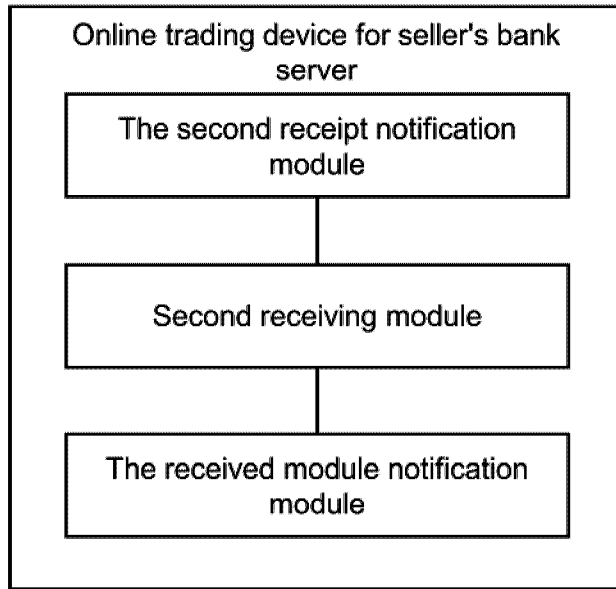 Online trading device for seller's bank
server
The second receipt notification
module
Second receiving module
The received module notification
module